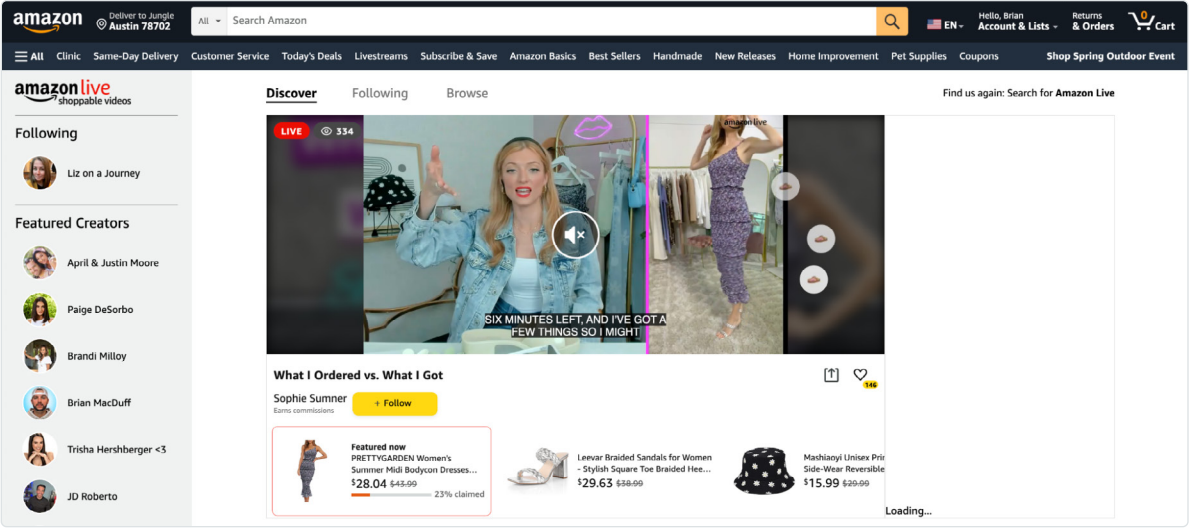 amazon
Deliver to Jungle
Austin 78702
All
Search Amazon
EN
Hello, Brian
Account & Lists
Returns
& Orders
0
Cart
All
Clinic
Same-Day Delivery
Customer Service
Today's Deals
Livestreams
Subscribe & Save
Amazon Basics
Best Sellers
Handmade
New Releases
Home Improvement
Pet Supplies
Coupons
Shop Spring Outdoor Event
amazon live
shoppable videos
Following
Liz on a Journey
Featured Creators
April & Justin Moore
Paige DeSorbo
Brandi Milloy
Brian MacDuff
Trisha Hershberger <3
JD Roberto
Discover
Following
Browse
Find us again: Search for Amazon Live
LIVE
334
amazon live
SIX MINUTES LEFT, AND I'VE GOT A
FEW THINGS SO I MIGHT
What I Ordered vs. What I Got
146
Sophie Sumner
Earns commissions
+ Follow
Featured now
PRETTYGARDEN Women's
Summer Midi Bodycon Dresses...
$28.04 $43.99
23% claimed
Leevar Braided Sandals for Women
- Stylish Square Toe Braided Hee...
$29.63 $38.99
Mashiaoyi Unisex Prin
Side-Wear Reversible
$15.99 $29.99
Loading...